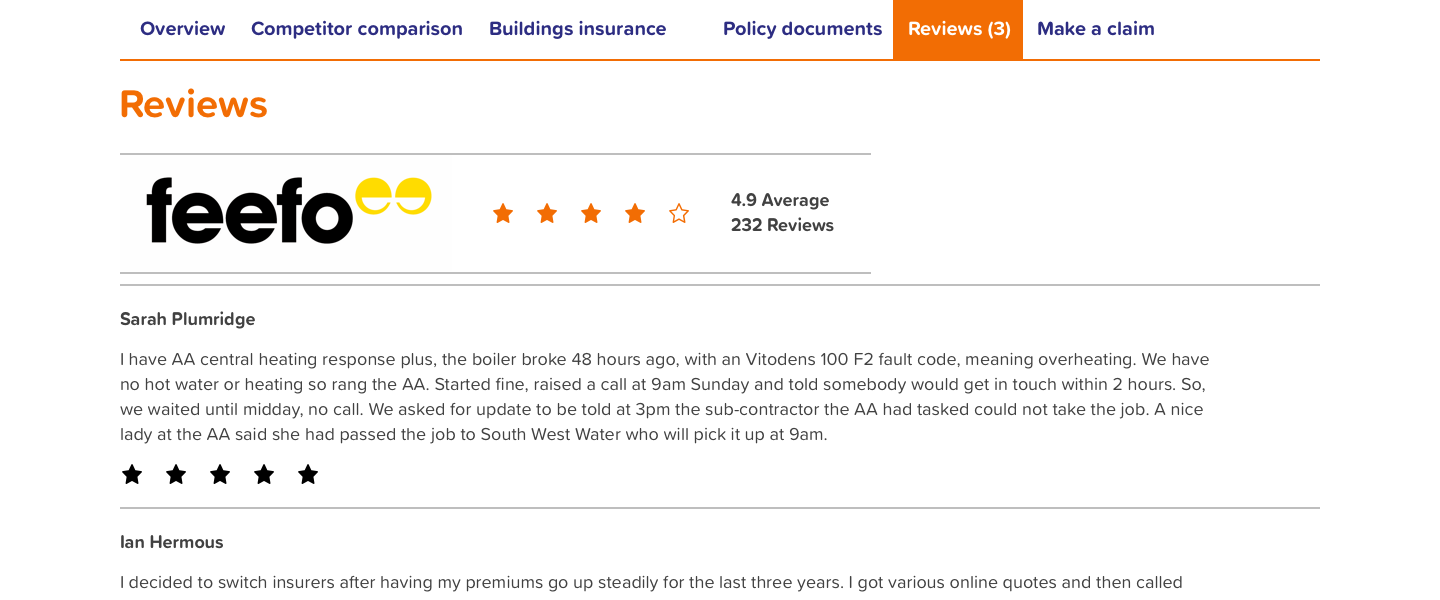 Overview Competitor comparison Buildings insurance Policy documents Reviews (3) Make a claim
Reviews
feefo
4.9 Average
232 Reviews
Sarah Plumridge
I have AA central heating response plus, the boiler broke 48 hours ago, with an Vitodens 100 F2 fault code, meaning overheating. We have
no hot water or heating so rang the AA. Started fine, raised a call at 9am Sunday and told somebody would get in touch within 2 hours. So,
we waited until midday, no call. We asked for update to be told at 3pm the sub-contractor the AA had tasked could not take the job. A nice
lady at the AA said she had passed the job to South West Water who will pick it up at 9am.
Ian Hermous
I decided to switch insurers after having my premiums go up steadily for the last three years. I got various online quotes and then called